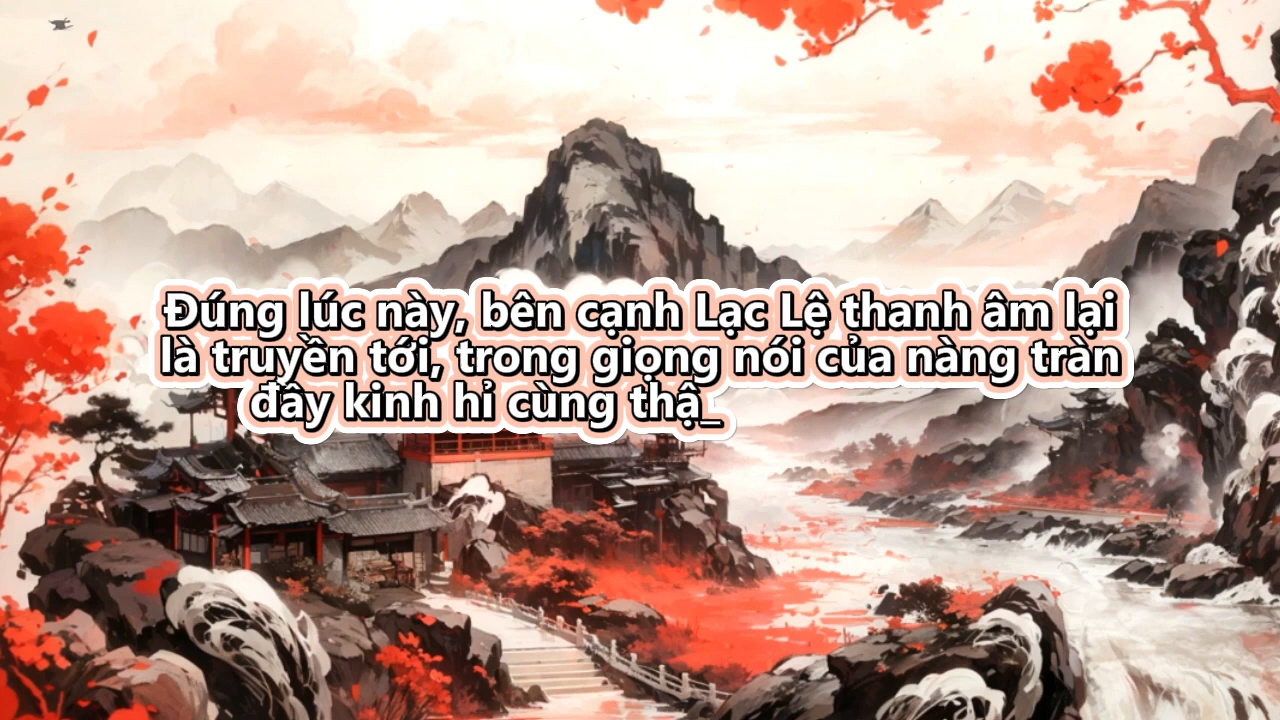 Đúng lúc này, bên cạnh Lạc Lệ thanh âm lại
là truyền tới, trong giọng nói của nàng tràn
đầy kinh hỉ cùng thậ_